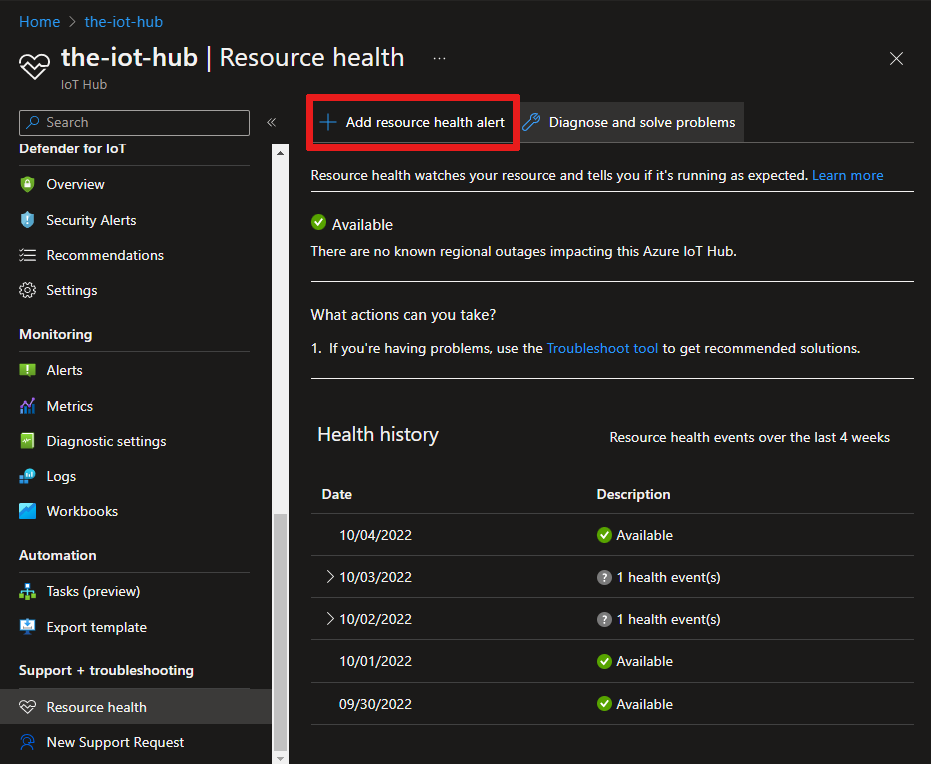 Home > the-iot-hub
the-iot-hub | Resource health ...
IoT Hub
Search
«
Defender for IoT
Overview
Security Alerts
Recommendations
Settings
Monitoring
Alerts
Metrics
Diagnostic settings
Logs
Workbooks
Automation
Tasks (preview)
Export template
Support + troubleshooting
Resource health
New Support Request
Add resource health alert
Diagnose and solve problems
Resource health watches your resource and tells you if it's running as expected. Learn more
Available
There are no known regional outages impacting this Azure IoT Hub.
What actions can you take?
1. If you're having problems, use the Troubleshoot tool to get recommended solutions.
Health history
Resource health events over the last 4 weeks
Date Description
10/04/2022 Available
10/03/2022 1 health event(s)
10/02/2022 1 health event(s)
10/01/2022 Available
09/30/2022 Available